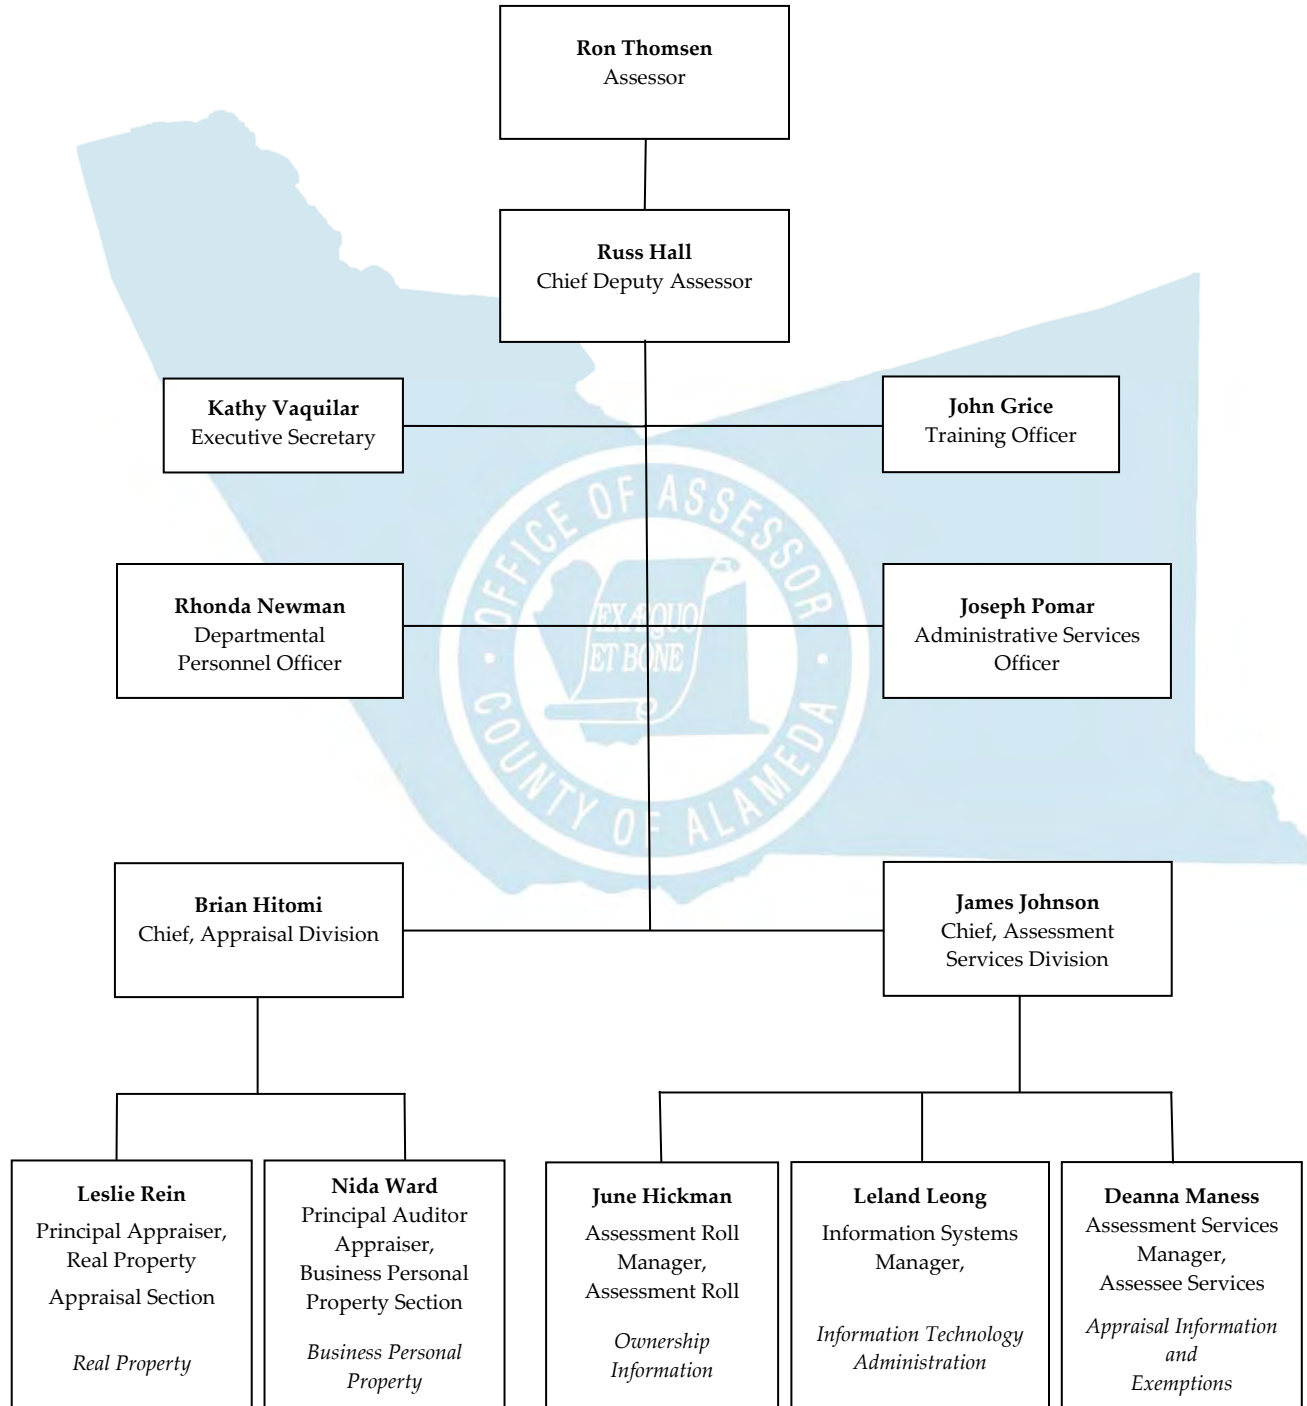 Ron Thomsen
Assessor
Russ Hall
Chief Deputy Assessor
Kathy Vaquilar
Executive Secretary
John Grice
Training Officer
OFFICE OF ASSESSOR
EX ÆQUO
ET BONE
COUNTY OF ALAMEDA
Rhonda Newman
Departmental
Personnel Officer
Joseph Pomar
Administrative Services
Officer
Brian Hitomi
Chief, Appraisal Division
James Johnson
Chief, Assessment
Services Division
Leslie Rein
Principal Appraiser,
Real Property
Appraisal Section
Real Property
Nida Ward
Principal Auditor
Appraiser,
Business Personal
Property Section
Business Personal
Property
June Hickman
Assessment Roll
Manager,
Assessment Roll
Ownership
Information
Leland Leong
Information Systems
Manager,
Information Technology
Administration
Deanna Maness
Assessment Services
Manager,
Assessee Services
Appraisal Information
and
Exemptions